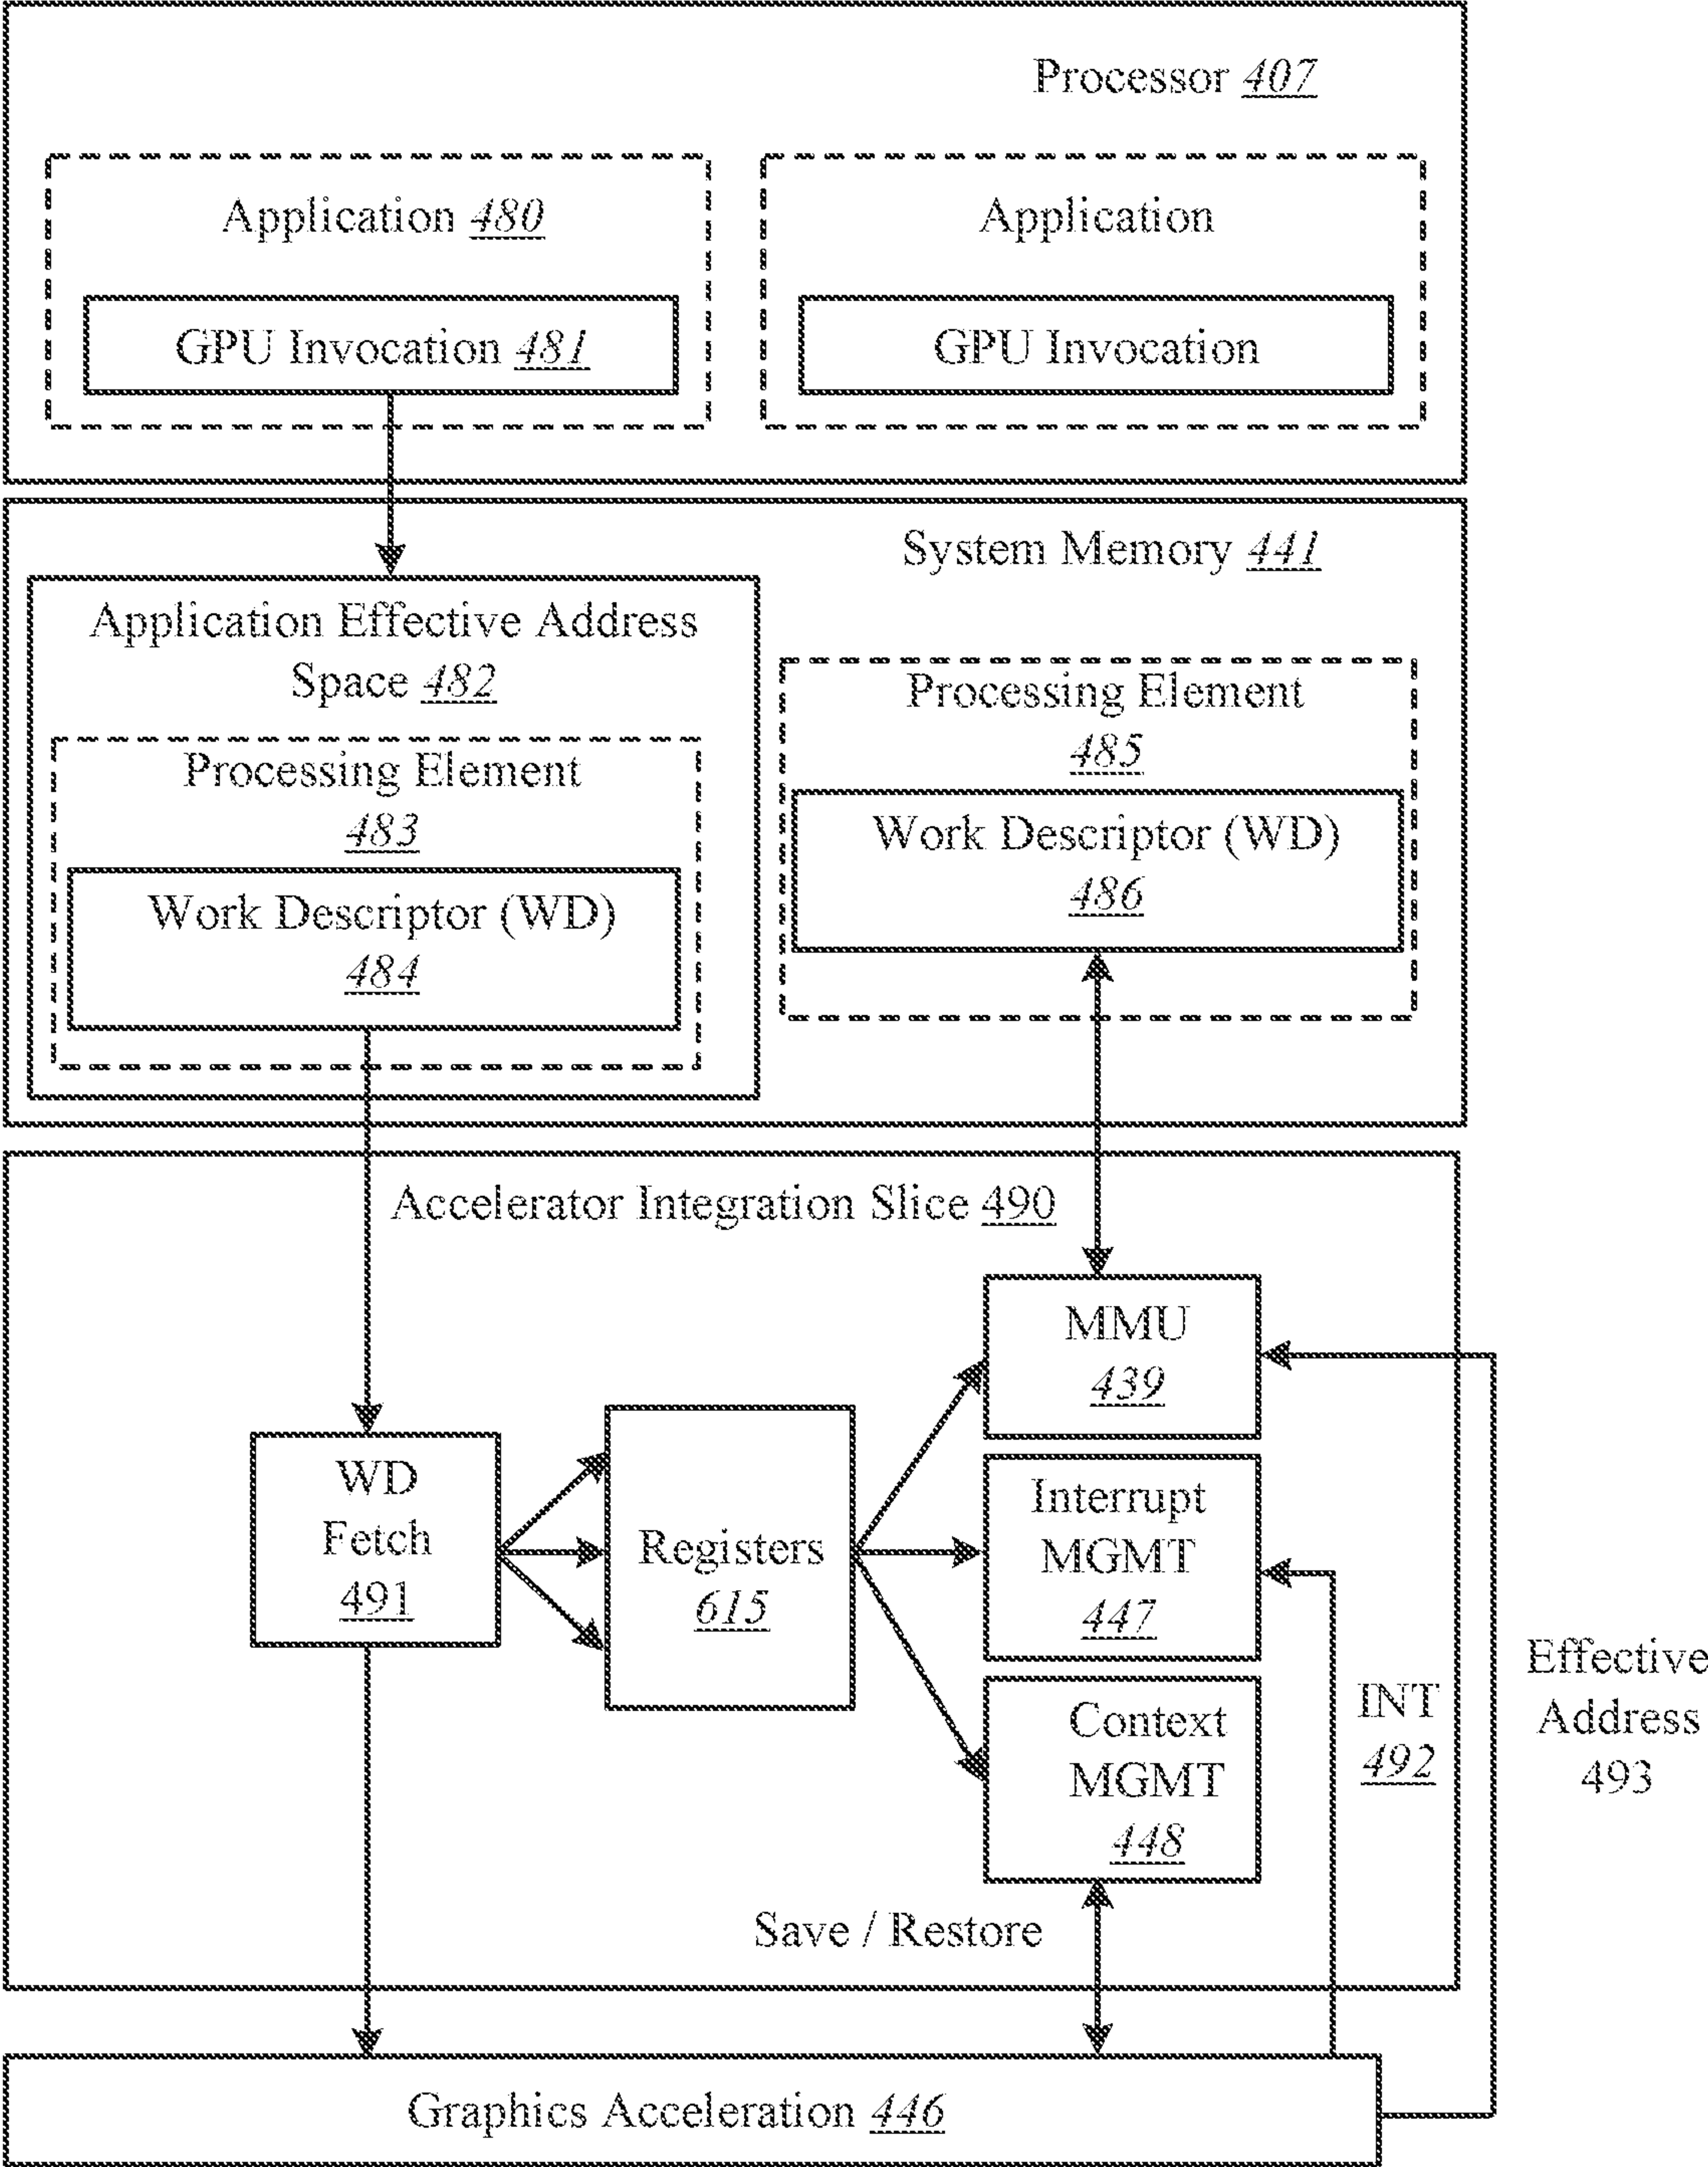 Processor 407
Application 480
Application
GPU Invocation 481
GPU Invocation
System Memory 441
Application Effective Address
Space 482
Processing Element
485
Processing Element
483
Work Descriptor (WD)
486
Work Descriptor (WD)
484
Accelerator Integration Slice 490
MMU
439
WD
Fetch
491
Registers
615
Interrupt
MGMT
447
Context
MGMT
448
INT
492
Effective
Address
493
Save / Restore
Graphics Acceleration 446